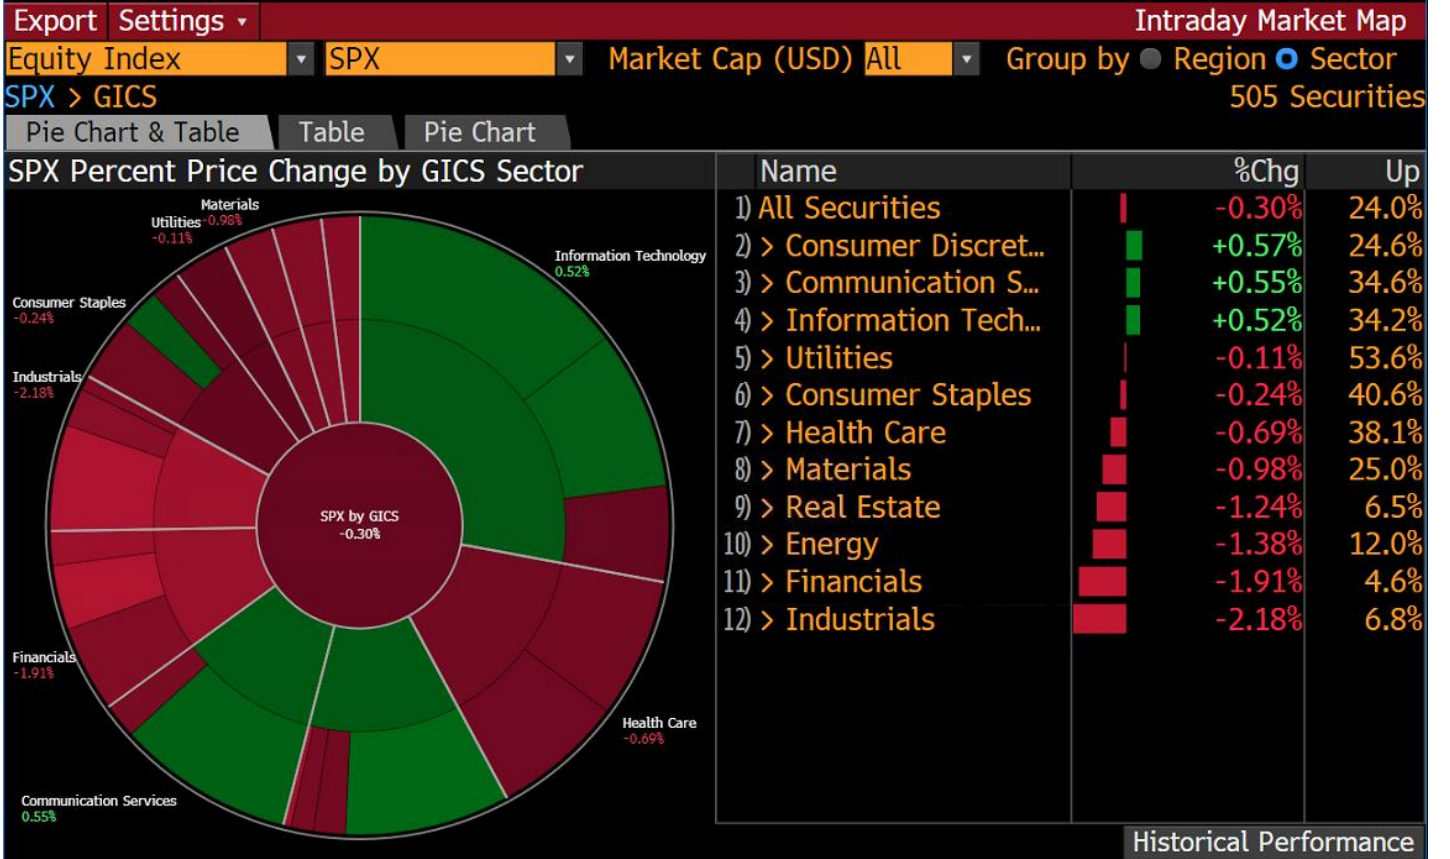 Export Settings Intraday Market Map
Equity Index SPX Market Cap (USD) All Group by Region Sector
SPX > GICS 505 Securities
Pie Chart & Table Table Pie Chart
SPX Percent Price Change by GICS Sector
Materials
-0.98%
Utilities
-0.11%
Information Technology
0.52%
Consumer Staples
-0.24%
Industrials
-2.18%
SPX by GICS
-0.30%
Financials
-1.91%
Health Care
-0.69%
Communication Services
0.55%
Name %Chg Up
1) All Securities -0.30% 24.0%
2) > Consumer Discret... +0.57% 24.6%
3) > Communication S... +0.55% 34.6%
4) > Information Tech... +0.52% 34.2%
5) > Utilities -0.11% 53.6%
6) > Consumer Staples -0.24% 40.6%
7) > Health Care -0.69% 38.1%
8) > Materials -0.98% 25.0%
9) > Real Estate -1.24% 6.5%
10) > Energy -1.38% 12.0%
11) > Financials -1.91% 4.6%
12) > Industrials -2.18% 6.8%
Historical Performance